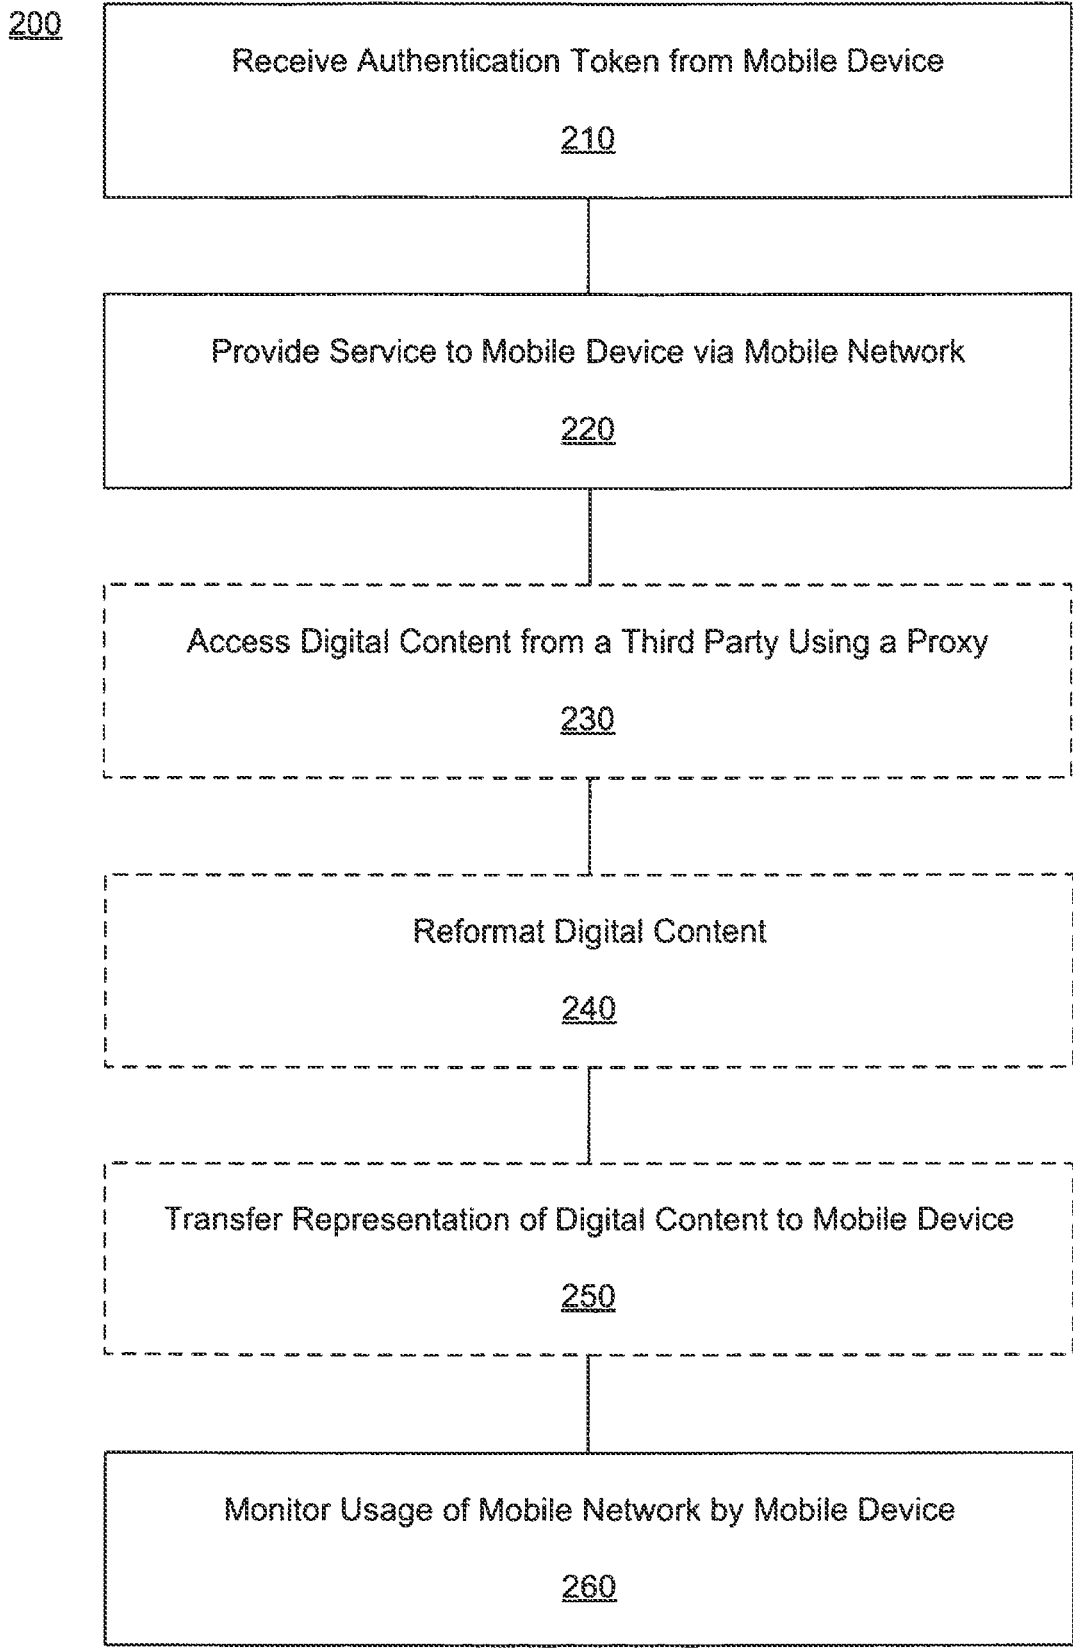 200
Receive Authentication Token from Mobile Device
210
Provide Service to Mobile Device via Mobile Network
220
Access Digital Content from a Third Party Using a Proxy
230
Reformat Digital Content
240
Transfer Representation of Digital Content to Mobile Device
250
Monitor Usage of Mobile Network by Mobile Device
260